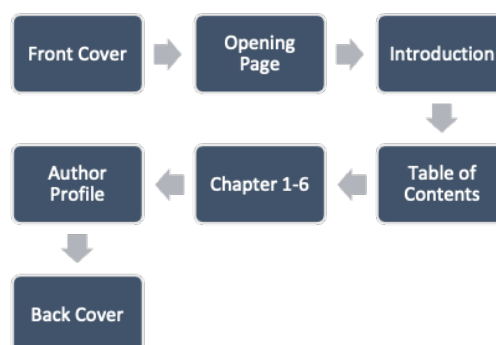 Front Cover
Opening
Page
Introduction
Table of
Contents
Chapter 1-6
Author
Profile
Back Cover